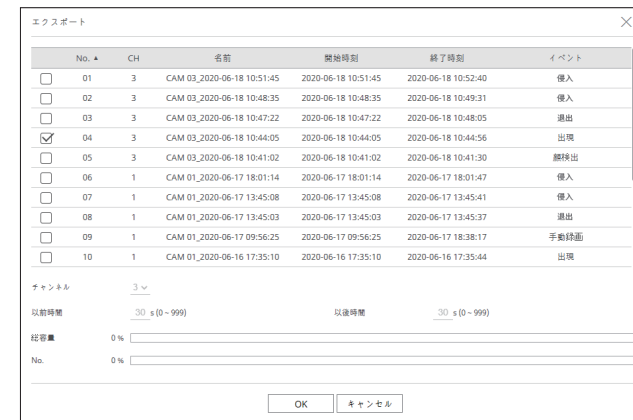 エクスポート
No. ▲ CH 名前 開始時刻 終了時刻 イベント
01 3 CAM 03_2020-06-18 10:51:45 2020-06-18 10:51:45 2020-06-18 10:52:40 侵入
02 3 CAM 03_2020-06-18 10:48:35 2020-06-18 10:48:35 2020-06-18 10:49:31 侵入
03 3 CAM 03_2020-06-18 10:47:22 2020-06-18 10:47:22 2020-06-18 10:48:05 退出
04 3 CAM 03_2020-06-18 10:44:05 2020-06-18 10:44:05 2020-06-18 10:44:56 出現
05 3 CAM 03_2020-06-18 10:41:02 2020-06-18 10:41:02 2020-06-18 10:41:30 顔検出
06 1 CAM 01_2020-06-17 18:01:14 2020-06-17 18:01:14 2020-06-17 18:01:47 侵入
07 1 CAM 01_2020-06-17 13:45:08 2020-06-17 13:45:08 2020-06-17 13:45:41 侵入
08 1 CAM 01_2020-06-17 13:45:03 2020-06-17 13:45:03 2020-06-17 13:45:37 退出
09 1 CAM 01_2020-06-17 09:56:25 2020-06-17 09:56:25 2020-06-17 18:38:17 手動録画
10 1 CAM 01_2020-06-16 17:35:10 2020-06-16 17:35:10 2020-06-16 17:35:44 出現
チャンネル 3
以前時間 30 s (0 ~ 999) 以後時間 30 s (0 ~ 999)
総容量 0 %
No. 0 %
OK キャンセル